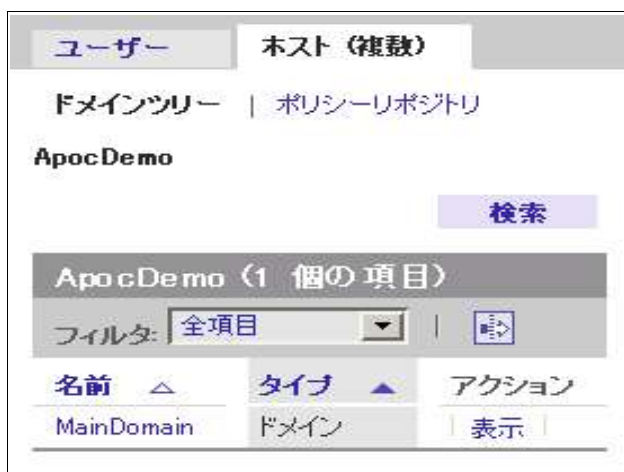 ユーザー ホスト (複数)
ドメインツリー | ポリシーリポジトリ
ApocDemo
検索
ApocDemo (1 個の項目)
フィルタ: 全項目
名前 タイプ アクション
MainDomain ドメイン 表示